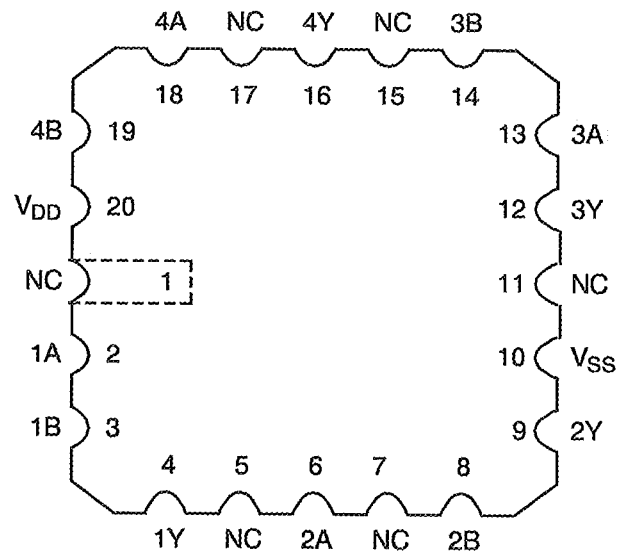 4A NC 4Y NC 3B
18 17 16 15 14
4B 19 13 3A
VDD 20 12 3Y
NC 1 11 NC
1A 2 10 VSS
1B 3 9 2Y
4 5 6 7 8
1Y NC 2A NC 2B